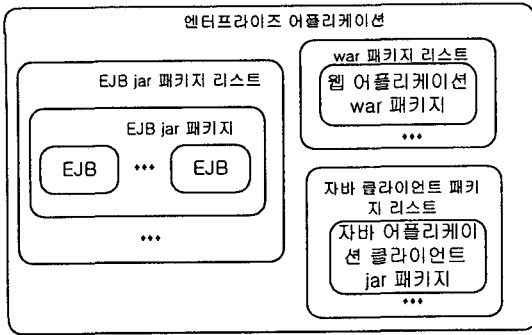 엔터프라이즈 어플리케이션
EJB jar 패키지 리스트
EJB jar 패키지
EJB ••• EJB
•••
war 패키지 리스트
웹 어플리케이션
war 패키지
•••
자바 클라이언트 패키
지 리스트
자바 어플리케이
션 클라이언트
jar 패키지
•••